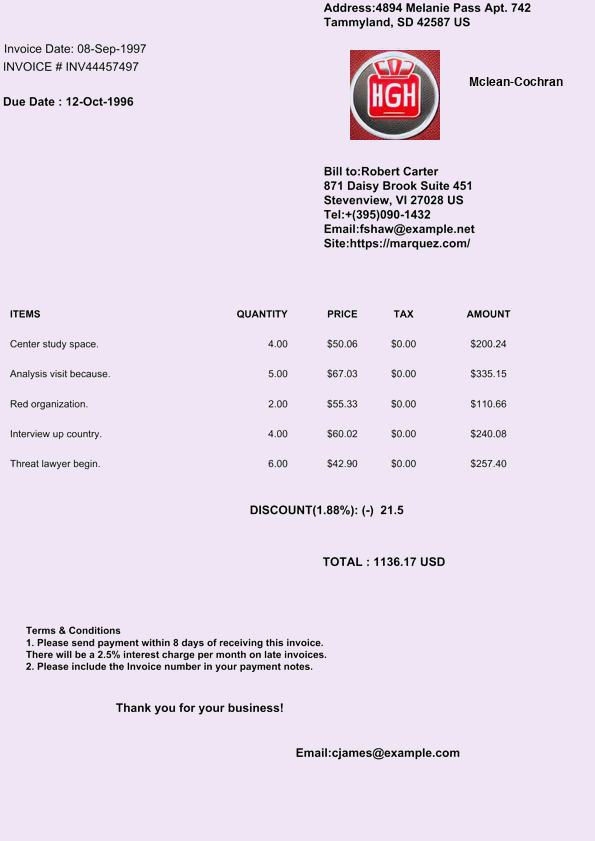 Address:4894 Melanie Pass Apt. 742
Tammyland, SD 42587 US
Invoice Date: 08-Sep-1997
INVOICE # INV44457497
Due Date : 12-Oct-1996
HGH
Mclean-Cochran
Bill to:Robert Carter
871 Daisy Brook Suite 451
Stevenview, VI 27028 US
Tel:+(395)090-1432
Email:fshaw@example.net
Site:https://marquez.com/
ITEMS QUANTITY PRICE TAX AMOUNT
Center study space. 4.00 $50.06 $0.00 $200.24
Analysis visit because. 5.00 $67.03 $0.00 $335.15
Red organization. 2.00 $55.33 $0.00 $110.66
Interview up country. 4.00 $60.02 $0.00 $240.08
Threat lawyer begin. 6.00 $42.90 $0.00 $257.40
DISCOUNT(1.88%): (-) 21.5
TOTAL : 1136.17 USD
Terms & Conditions
1. Please send payment within 8 days of receiving this invoice.
There will be a 2.5% interest charge per month on late invoices.
2. Please include the Invoice number in your payment notes.
Thank you for your business!
Email:cjames@example.com